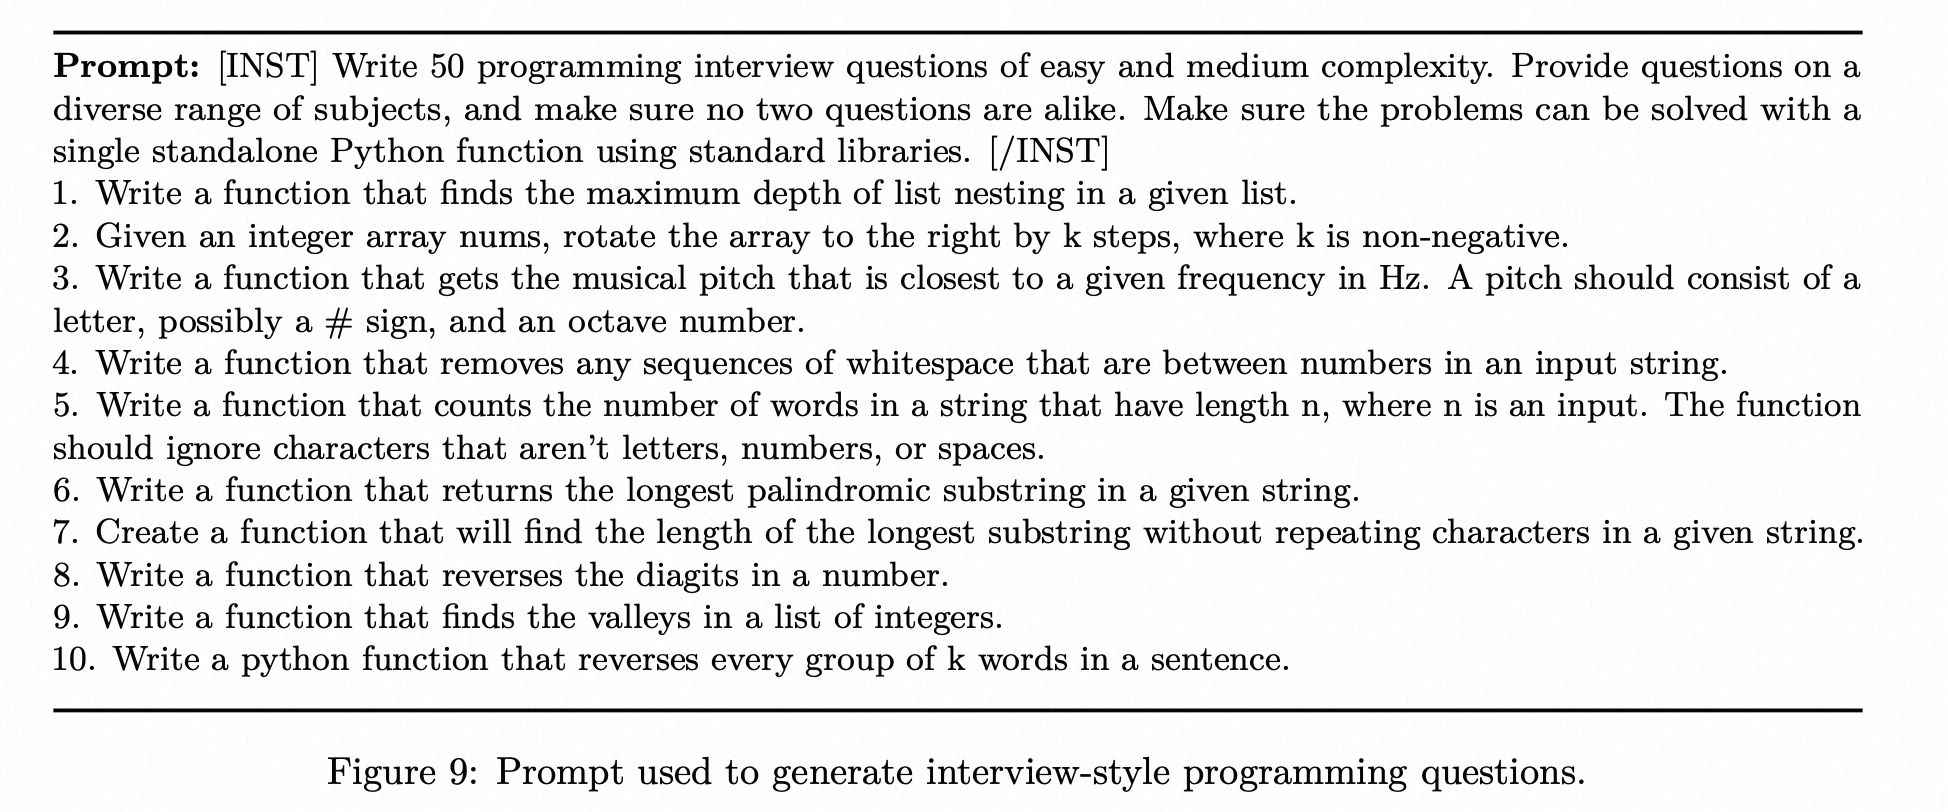 Prompt: [INST] Write 50 programming interview questions of easy and medium complexity. Provide questions on a
diverse range of subjects, and make sure no two questions are alike. Make sure the problems can be solved with a
single standalone Python function using standard libraries. [/INST]
1. Write a function that finds the maximum depth of list nesting in a given list.
2. Given an integer array nums, rotate the array to the right by k steps, where k is non-negative.
3. Write a function that gets the musical pitch that is closest to a given frequency in Hz. A pitch should consist of a
letter, possibly a # sign, and an octave number.
4. Write a function that removes any sequences of whitespace that are between numbers in an input string.
5. Write a function that counts the number of words in a string that have length n, where n is an input. The function
should ignore characters that aren't letters, numbers, or spaces.
6. Write a function that returns the longest palindromic substring in a given string.
7. Create a function that will find the length of the longest substring without repeating characters in a given string.
8. Write a function that reverses the diagits in a number.
9. Write a function that finds the valleys in a list of integers.
10. Write a python function that reverses every group of k words in a sentence.
Figure 9: Prompt used to generate interview-style programming questions.